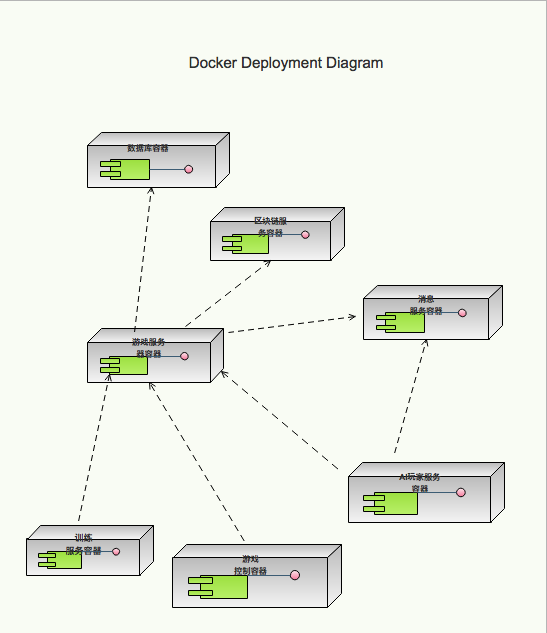 Docker Deployment Diagram
数据库容器
区块链服
务容器
消息
服务容器
游戏服务
器容器
AI玩家服务
容器
训练
服务容器
游戏
控制容器